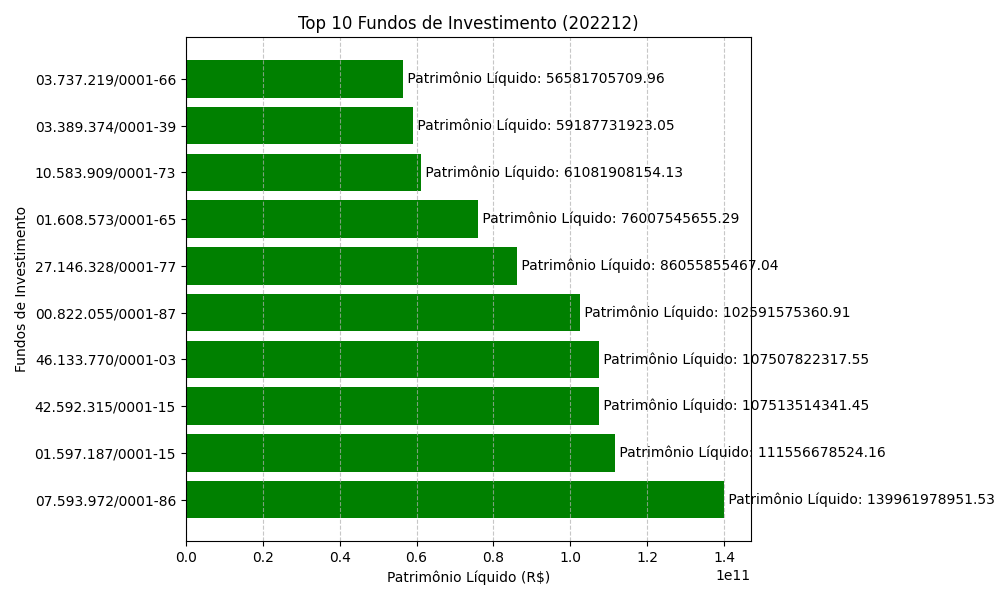 Top 10 Fundos de Investimento (202212)
Fundos de Investimento
03.737.219/0001-66 Patrimônio Líquido: 56581705709.96
03.389.374/0001-39 Patrimônio Líquido: 59187731923.05
10.583.909/0001-73 Patrimônio Líquido: 61081908154.13
01.608.573/0001-65 Patrimônio Líquido: 76007545655.29
27.146.328/0001-77 Patrimônio Líquido: 86055855467.04
00.822.055/0001-87 Patrimônio Líquido: 102591575360.91
46.133.770/0001-03 Patrimônio Líquido: 107507822317.55
42.592.315/0001-15 Patrimônio Líquido: 107513514341.45
01.597.187/0001-15 Patrimônio Líquido: 111556678524.16
07.593.972/0001-86 Patrimônio Líquido: 139961978951.53
0.0 0.2 0.4 0.6 0.8 1.0 1.2 1.4
1e11
Patrimônio Líquido (R$)